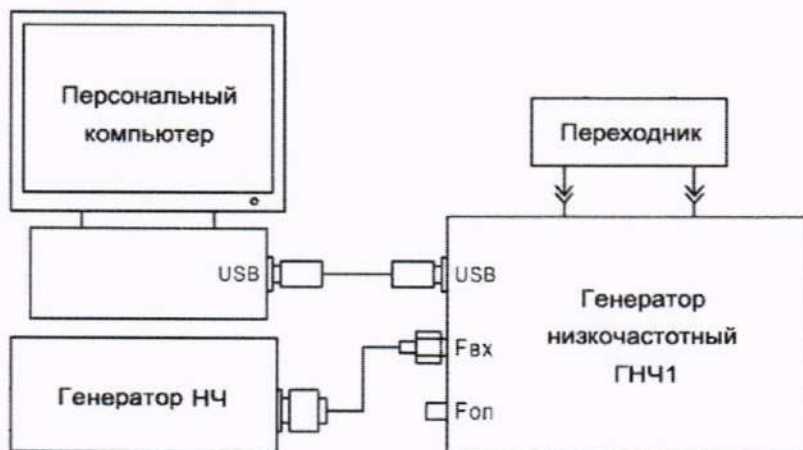 Персональный
компьютер
USB
Генератор НЧ
Переходник
USB
Fвх
Fоп
Генератор
низкочастотный
ГНЧ1